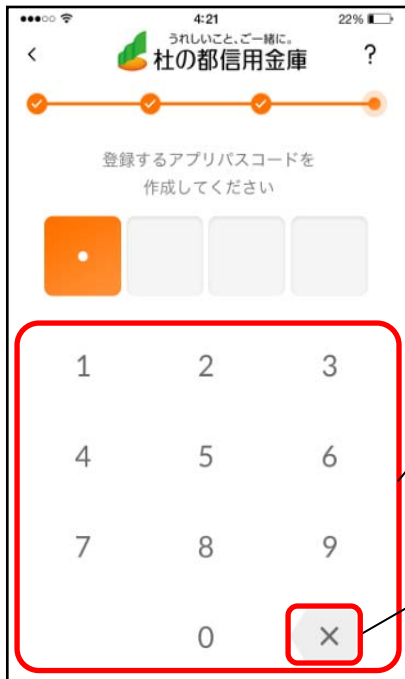 4:21
22%
うれしいこと、ご一緒に。
杜の都信用金庫
?
登録するアプリパスコードを
作成してください
1 2 3
4 5 6
7 8 9
0 ×